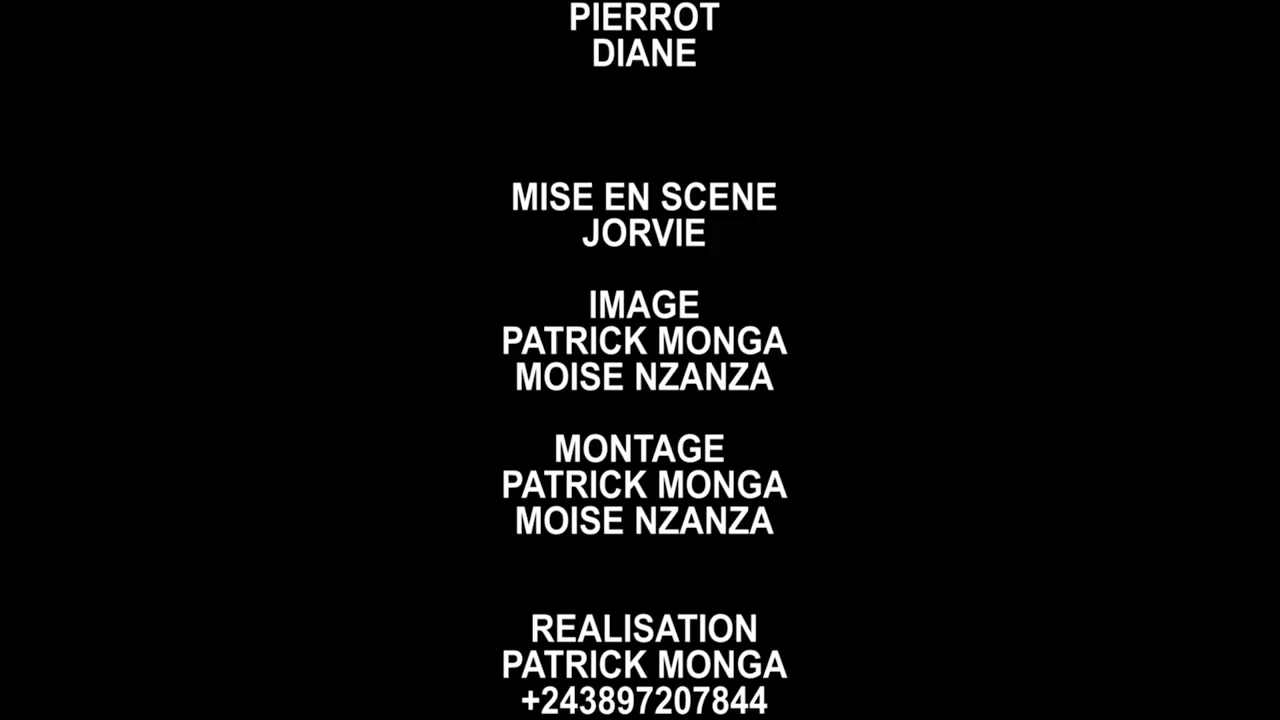 PIERROT
DIANE
MISE EN SCENE
JORVIE
IMAGE
PATRICK MONGA
MOISE NZANZA
MONTAGE
PATRICK MONGA
MOISE NZANZA
REALISATION
PATRICK MONGA
+243897207844